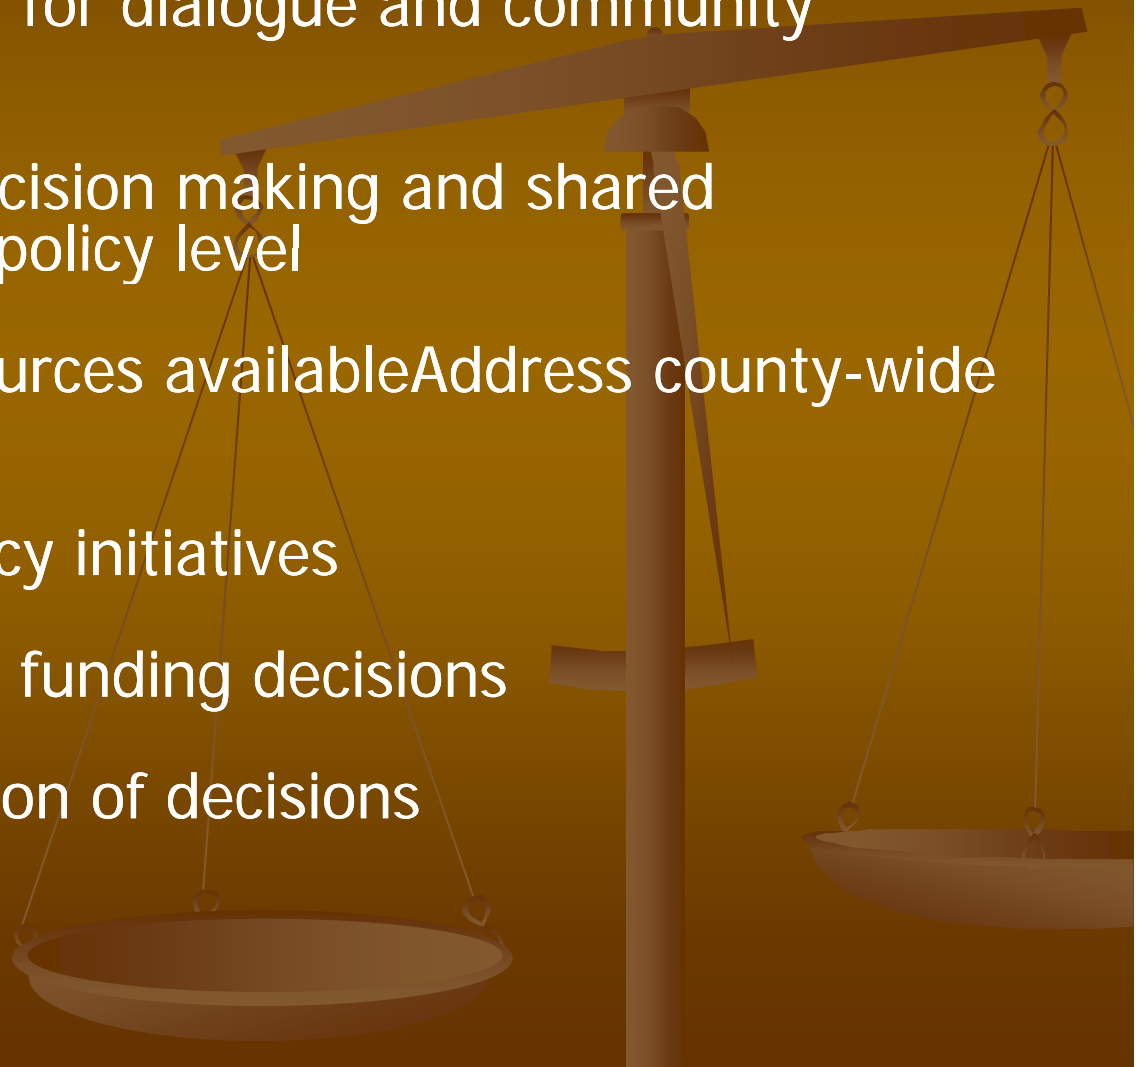 for dialogue and community
cision making and shared
policy level
urces availableAddress county-wide
cy initiatives
funding decisions
on of decisions